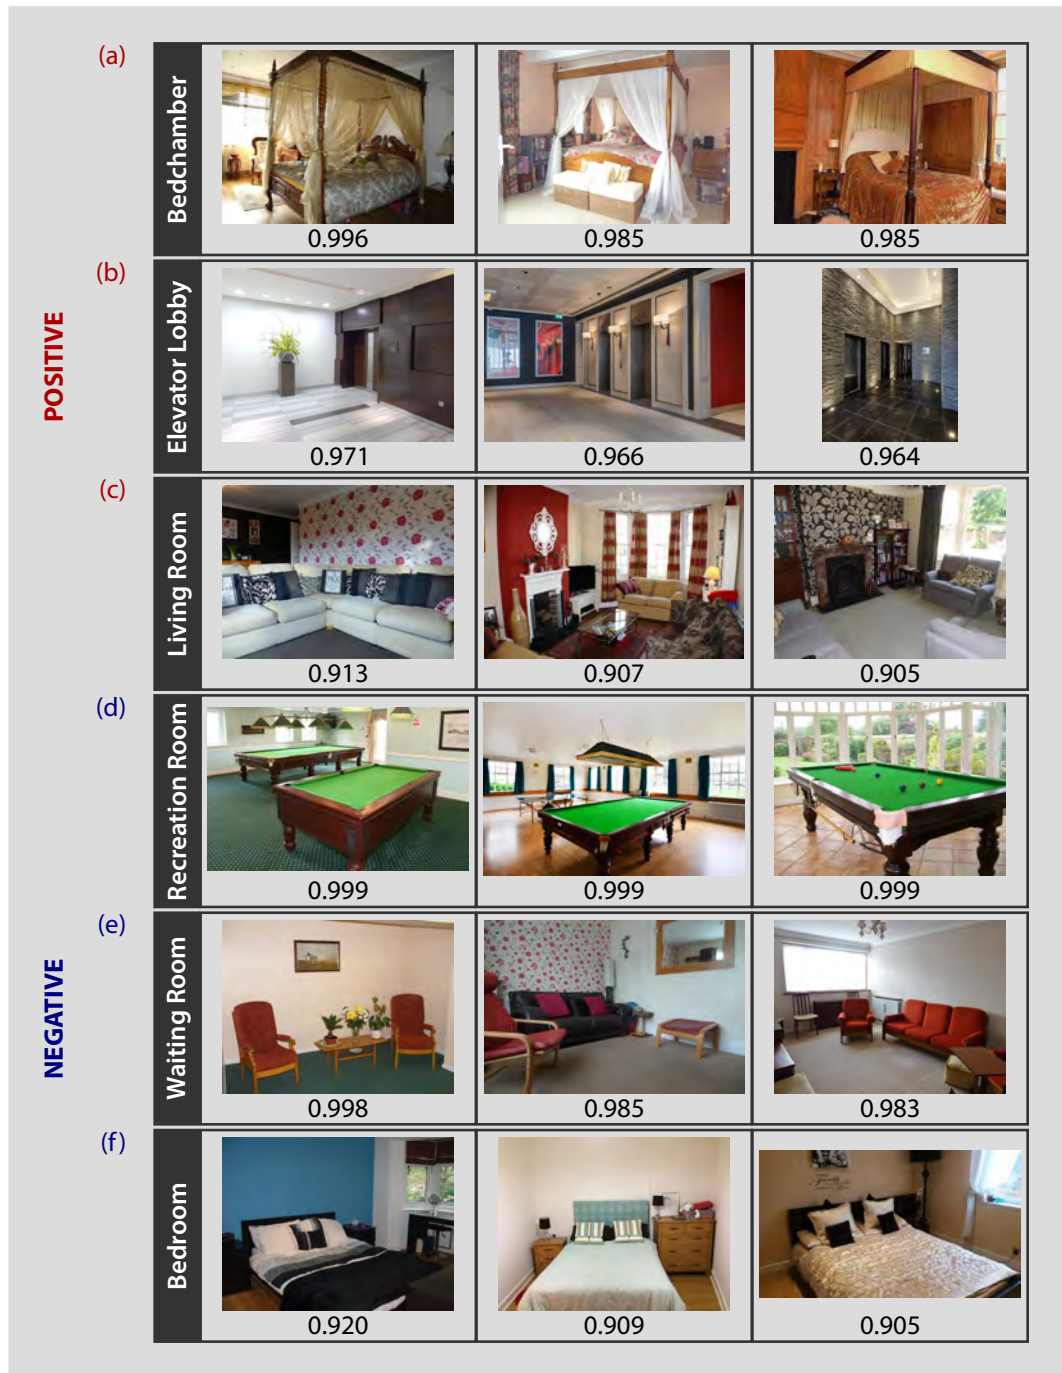 (a)
Bedchamber
0.996 0.985 0.985
(b)
Elevator Lobby
0.971 0.966 0.964
POSITIVE
(c)
Living Room
0.913 0.907 0.905
(d)
Recreation Room
0.999 0.999 0.999
(e)
Waiting Room
0.998 0.985 0.983
NEGATIVE
(f)
Bedroom
0.920 0.909 0.905